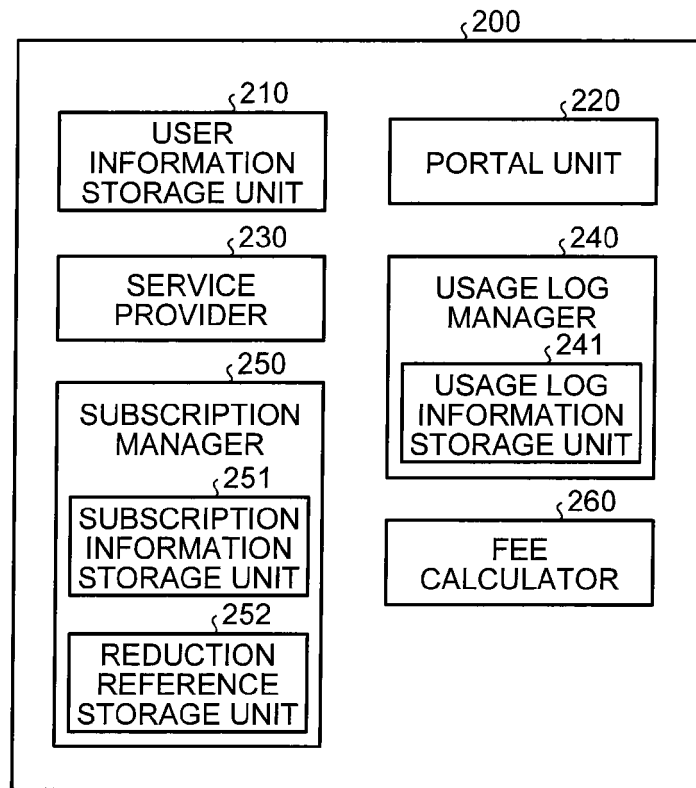 200
210
USER
INFORMATION
STORAGE UNIT
220
PORTAL UNIT
230
SERVICE
PROVIDER
240
USAGE LOG
MANAGER
241
USAGE LOG
INFORMATION
STORAGE UNIT
250
SUBSCRIPTION
MANAGER
251
SUBSCRIPTION
INFORMATION
STORAGE UNIT
252
REDUCTION
REFERENCE
STORAGE UNIT
260
FEE
CALCULATOR